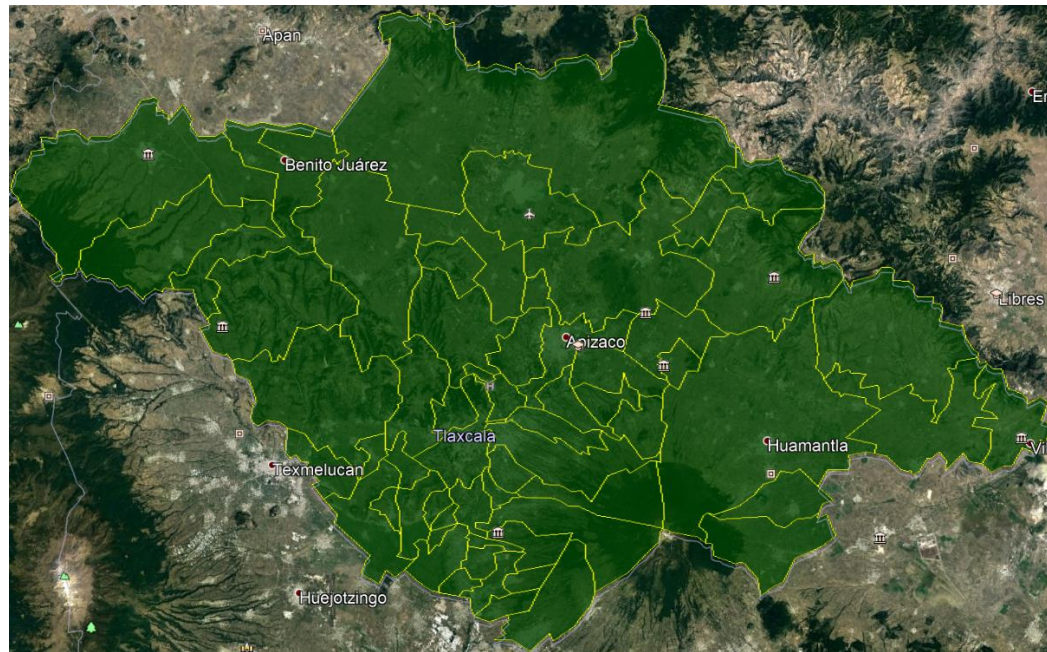 Apan
Benito Juárez
Libres
Apizaco
Tlaxcala
Huamantla
Texmelucan
Huejotzingo